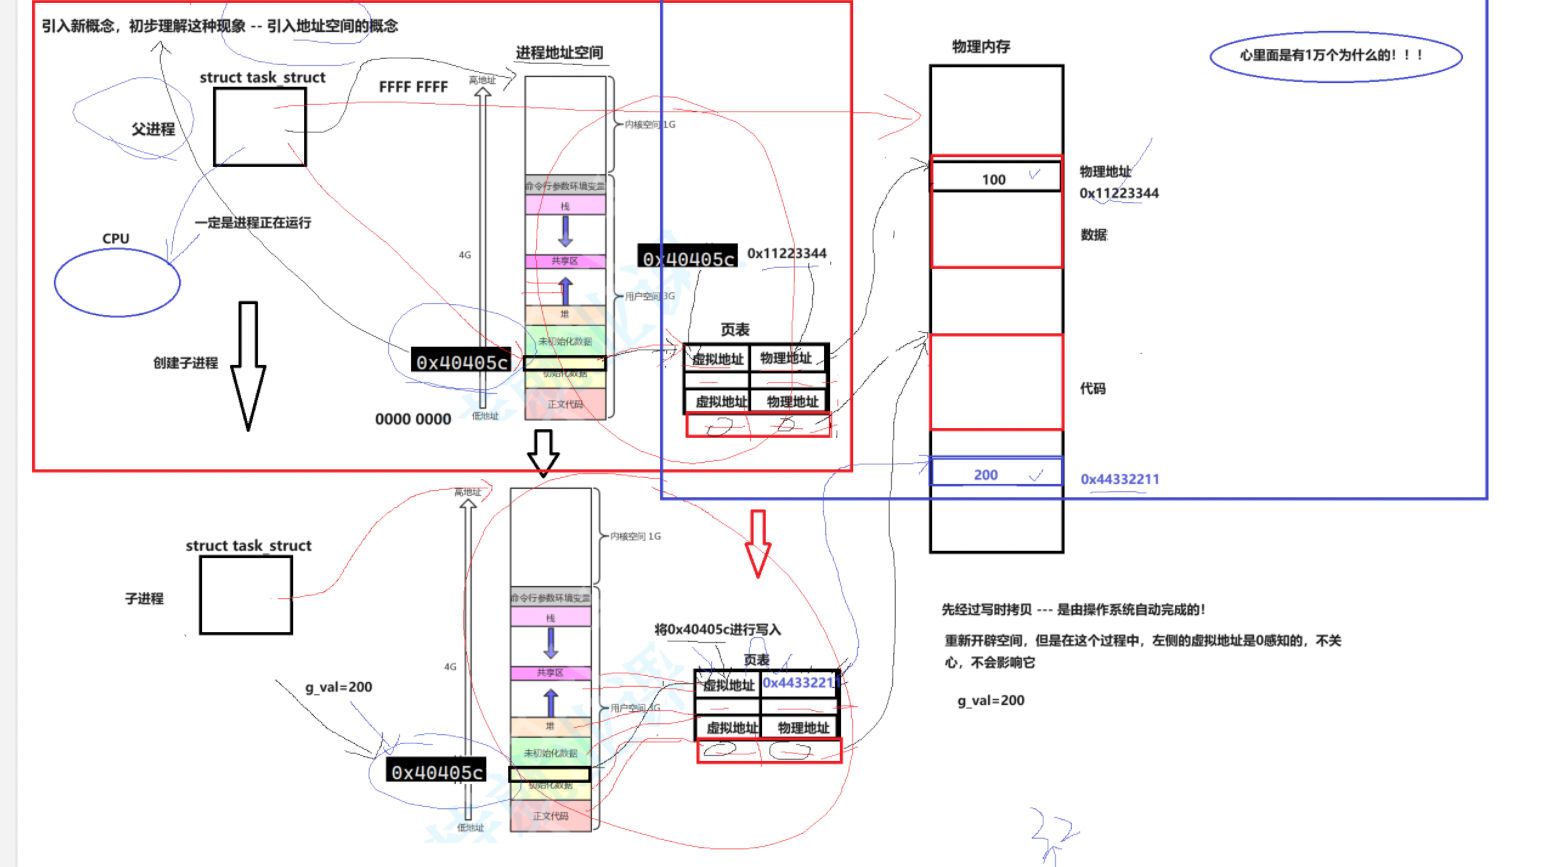 引入新概念，初步理解这种现象 -- 引入地址空间的概念
进程地址空间
物理内存
心里面是有1万个为什么的！！！
struct task_struct
FFFF FFFF
高地址
父进程
内核空间 1G
100
物理地址
0x11223344
命令行参数环境变量
栈
一定是进程正在运行
数据
CPU
4G
共享区
0x40405c
0x11223344
用户空间 3G
堆
页表
未初始化数据
创建子进程
0x40405c
虚拟地址
物理地址
初始化数据
代码
正文代码
虚拟地址
物理地址
0000 0000
低地址
200
0x44332211
高地址
struct task_struct
内核空间 1G
子进程
命令行参数环境变量
栈
先经过写时拷贝 --- 是由操作系统自动完成的！
将0x40405c进行写入
重新开辟空间，但是在这个过程中，左侧的虚拟地址是0感知的，不关
心，不会影响它
页表
4G
共享区
g_val=200
虚拟地址
0x44332211
g_val=200
用户空间 3G
堆
虚拟地址
物理地址
未初始化数据
0x40405c
初始化数据
正文代码
低地址